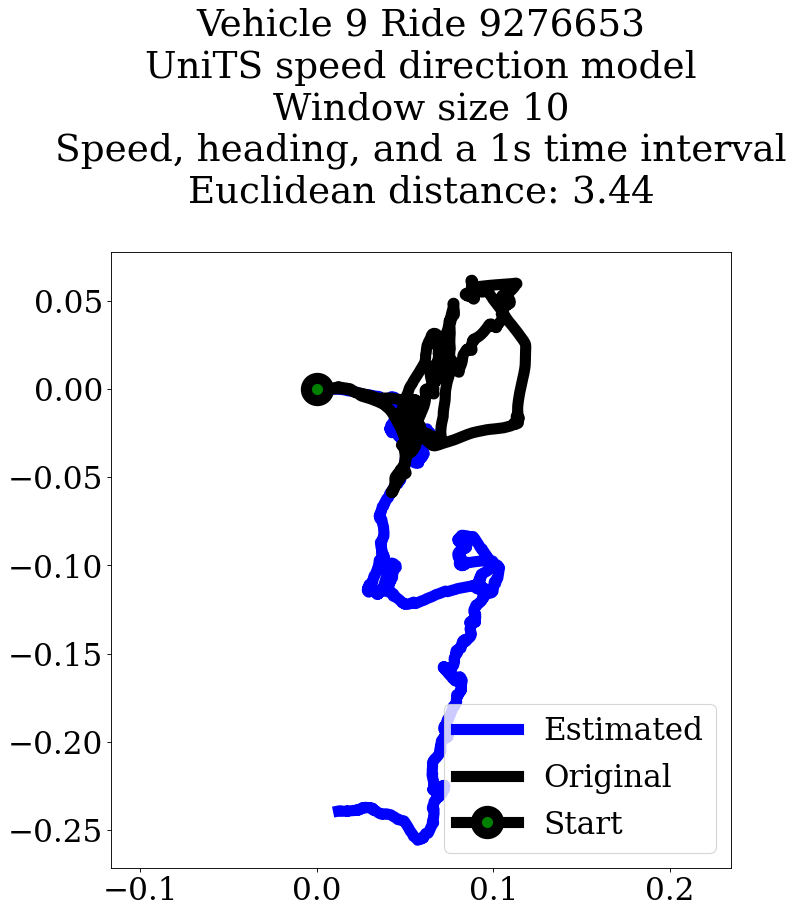 Vehicle 9 Ride 9276653
UniTS speed direction model
Window size 10
Speed, heading, and a 1s time interval
Euclidean distance: 3.44
0.05
0.00
−0.05
−0.10
−0.15
−0.20
−0.25
−0.1
0.0
0.1
0.2
Estimated
Original
Start